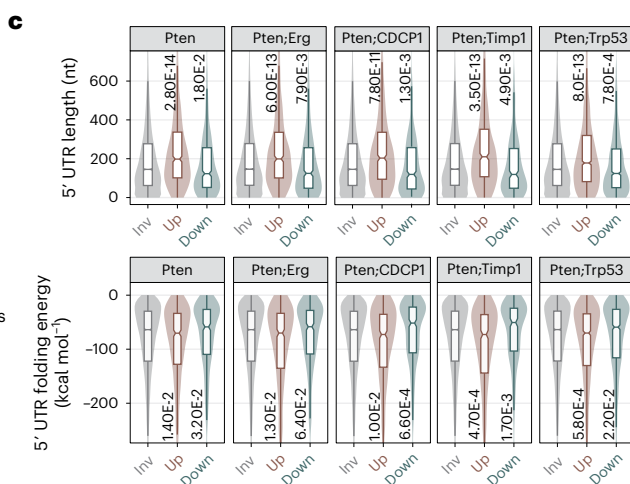 c
Pten Pten;Erg Pten;CDCP1 Pten;Timp1 Pten;Trp53
5′ UTR length (nt)
600
400
200
0
2.80E-14 1.80E-2 6.00E-13 7.90E-3 7.80E-11 1.30E-3 3.50E-13 4.90E-3 8.0E-13 7.80E-4
Inv Up Down Inv Up Down Inv Up Down Inv Up Down Inv Up Down
Pten Pten;Erg Pten;CDCP1 Pten;Timp1 Pten;Trp53
5′ UTR folding energy
(kcal mol⁻¹)
0
–100
–200
1.40E-2 3.20E-2 1.30E-2 6.40E-2 1.00E-2 6.60E-4 4.70E-4 1.70E-3 5.80E-4 2.20E-2
Inv Up Down Inv Up Down Inv Up Down Inv Up Down Inv Up Down
s